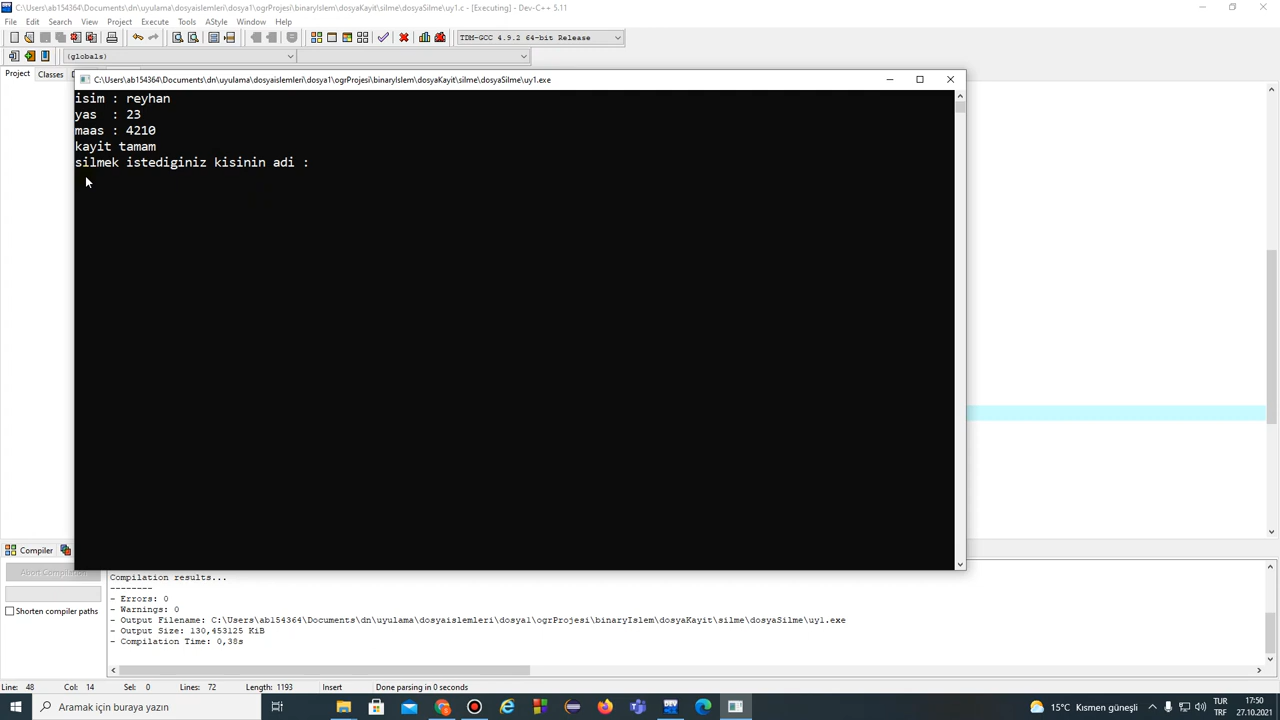 C:\Users\ab154364\Documents\dn\uyulama\dosyaislemleri\dosya1\ogrProjesi\binaryIslem\dosyaKayit\silme\dosyaSilme\uy1.c - [Executing] - Dev-C++ 5.11
File Edit Search View Project Execute Tools AStyle Window Help
TDM-GCC 4.9.2 64-bit Release
(globals)
Project Classes
C:\Users\ab154364\Documents\dn\uyulama\dosyaislemleri\dosya1\ogrProjesi\binaryIslem\dosyaKayit\silme\dosyaSilme\uy1.exe
isim : reyhan
yas  : 23
maas : 4210
kayit tamam
silmek istediginiz kisinin adi :
Compiler
Abort Compilation
Shorten compiler paths
Compilation results...
--------
- Errors: 0
- Warnings: 0
- Output Filename: C:\Users\ab154364\Documents\dn\uyulama\dosyaislemleri\dosya1\ogrProjesi\binaryIslem\dosyaKayit\silme\dosyaSilme\uy1.exe
- Output Size: 130,453125 KiB
- Compilation Time: 0,38s
Line: 48 Col: 14 Sel: 0 Lines: 72 Length: 1193 Insert Done parsing in 0 seconds
Aramak için buraya yazın
15°C Kısmen güneşli
TUR
TRF
17:50
27.10.2021